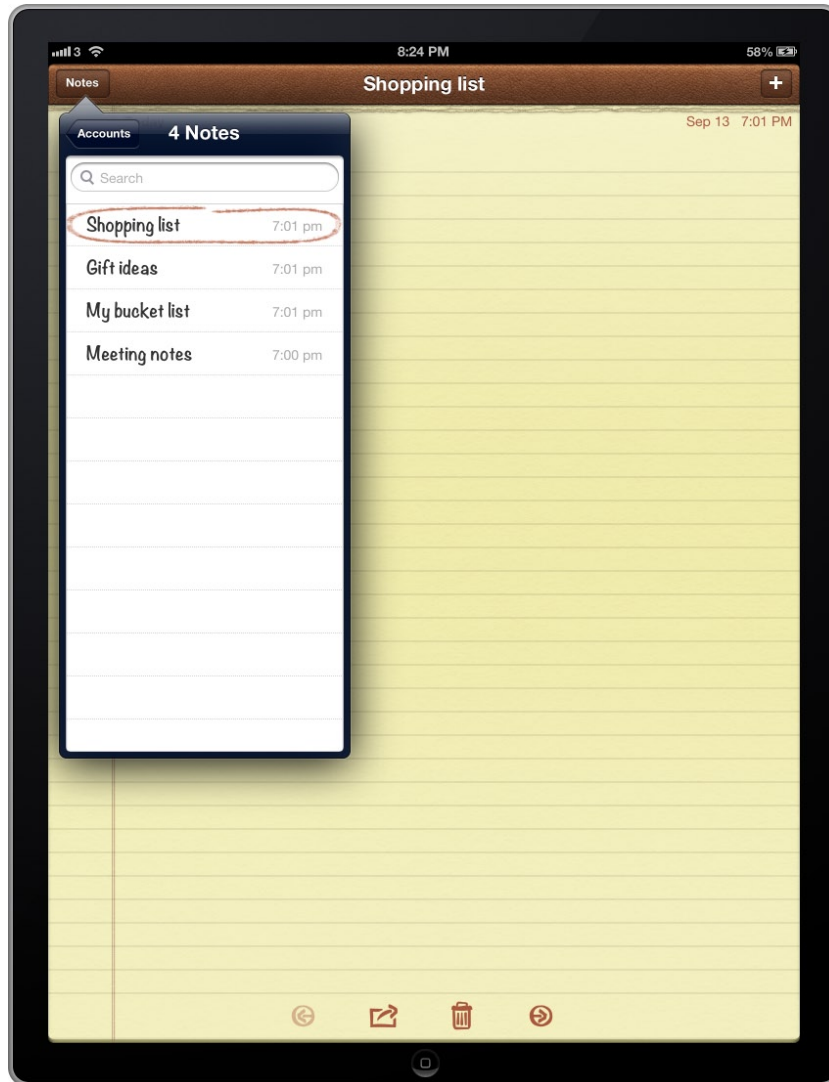 3 8:24 PM 58%
Notes Shopping list +
Sep 13 7:01 PM
Accounts 4 Notes
Search
Shopping list 7:01 pm
Gift ideas 7:01 pm
My bucket list 7:01 pm
Meeting notes 7:00 pm